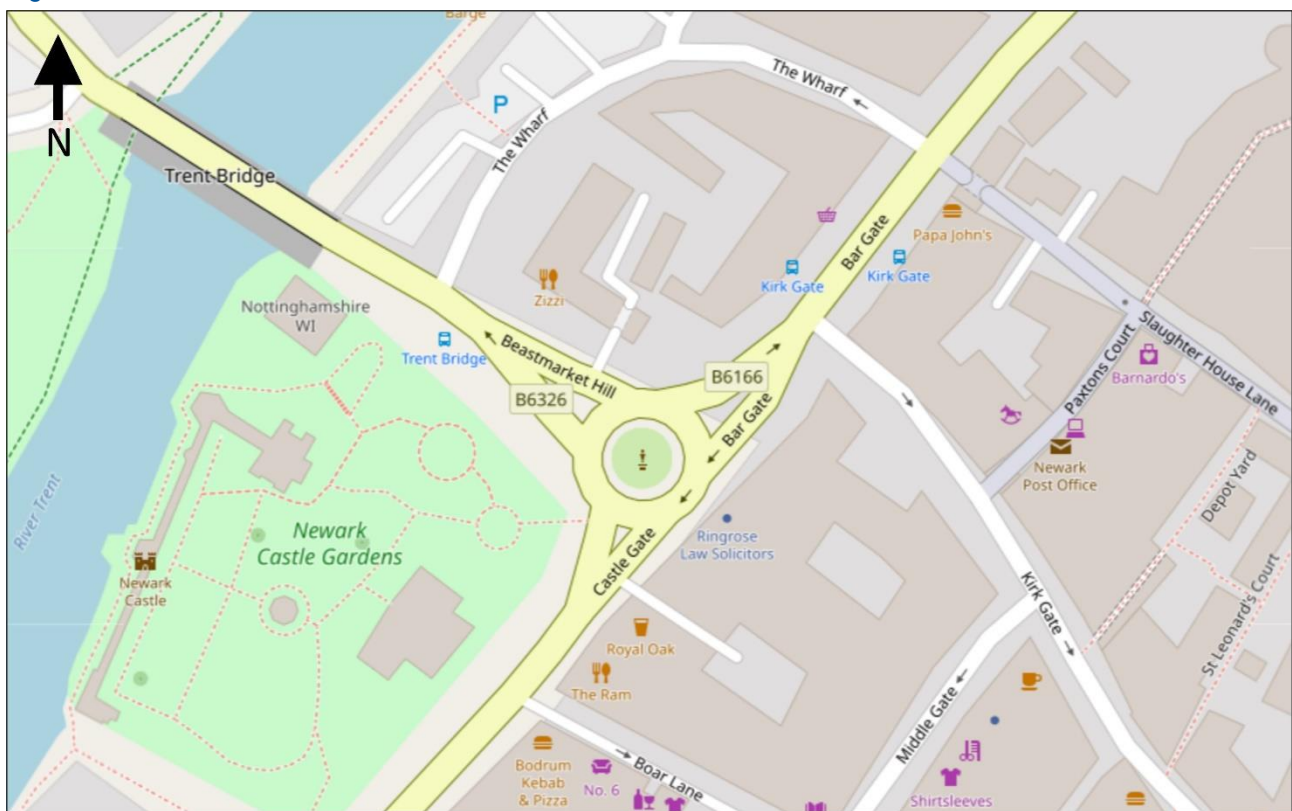 Barge
N
P
The Wharf
The Wharf
Trent Bridge
Bar Gate
Papa John's
Kirk Gate
Kirk Gate
Zizzi
Nottinghamshire
WI
Trent Bridge
Beastmarket Hill
B6326
B6166
Bar Gate
Slaughter House Lane
Paxtons Court
Barnardo's
Newark
Post Office
Depot Yard
River Trent
Newark
Castle Gardens
Ringrose
Law Solicitors
Castle Gate
Newark
Castle
Kirk Gate
St Leonard's Court
Royal Oak
The Ram
Middle Gate
Boar Lane
Bodrum
Kebab
& Pizza
No. 6
Shirtsleeves